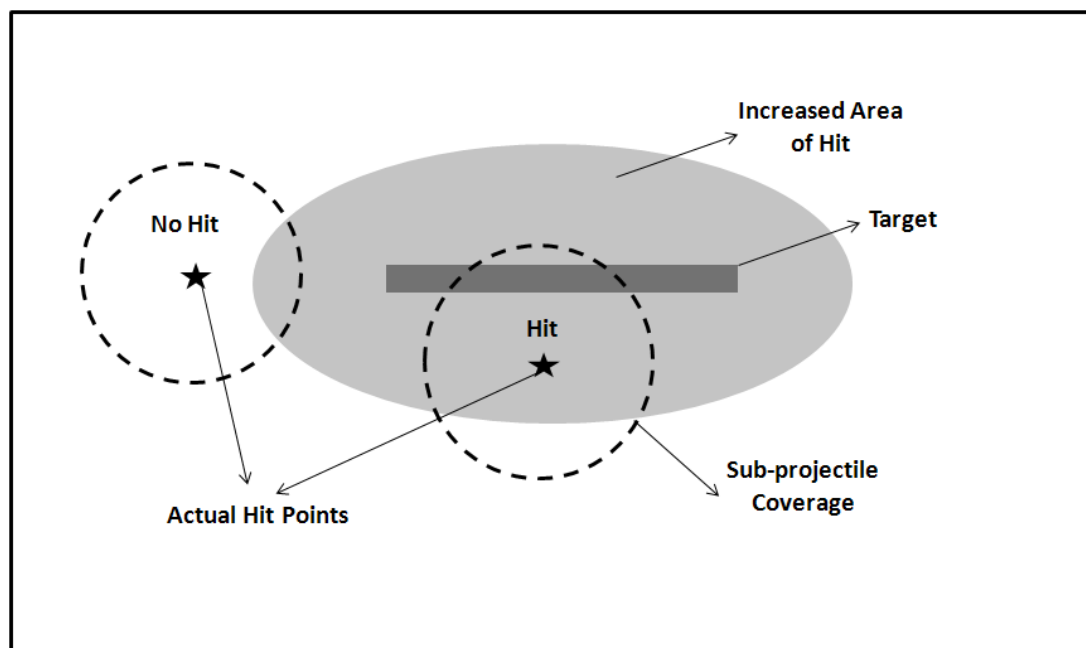 Increased Area
of Hit
No Hit
Target
Hit
Sub-projectile
Coverage
Actual Hit Points